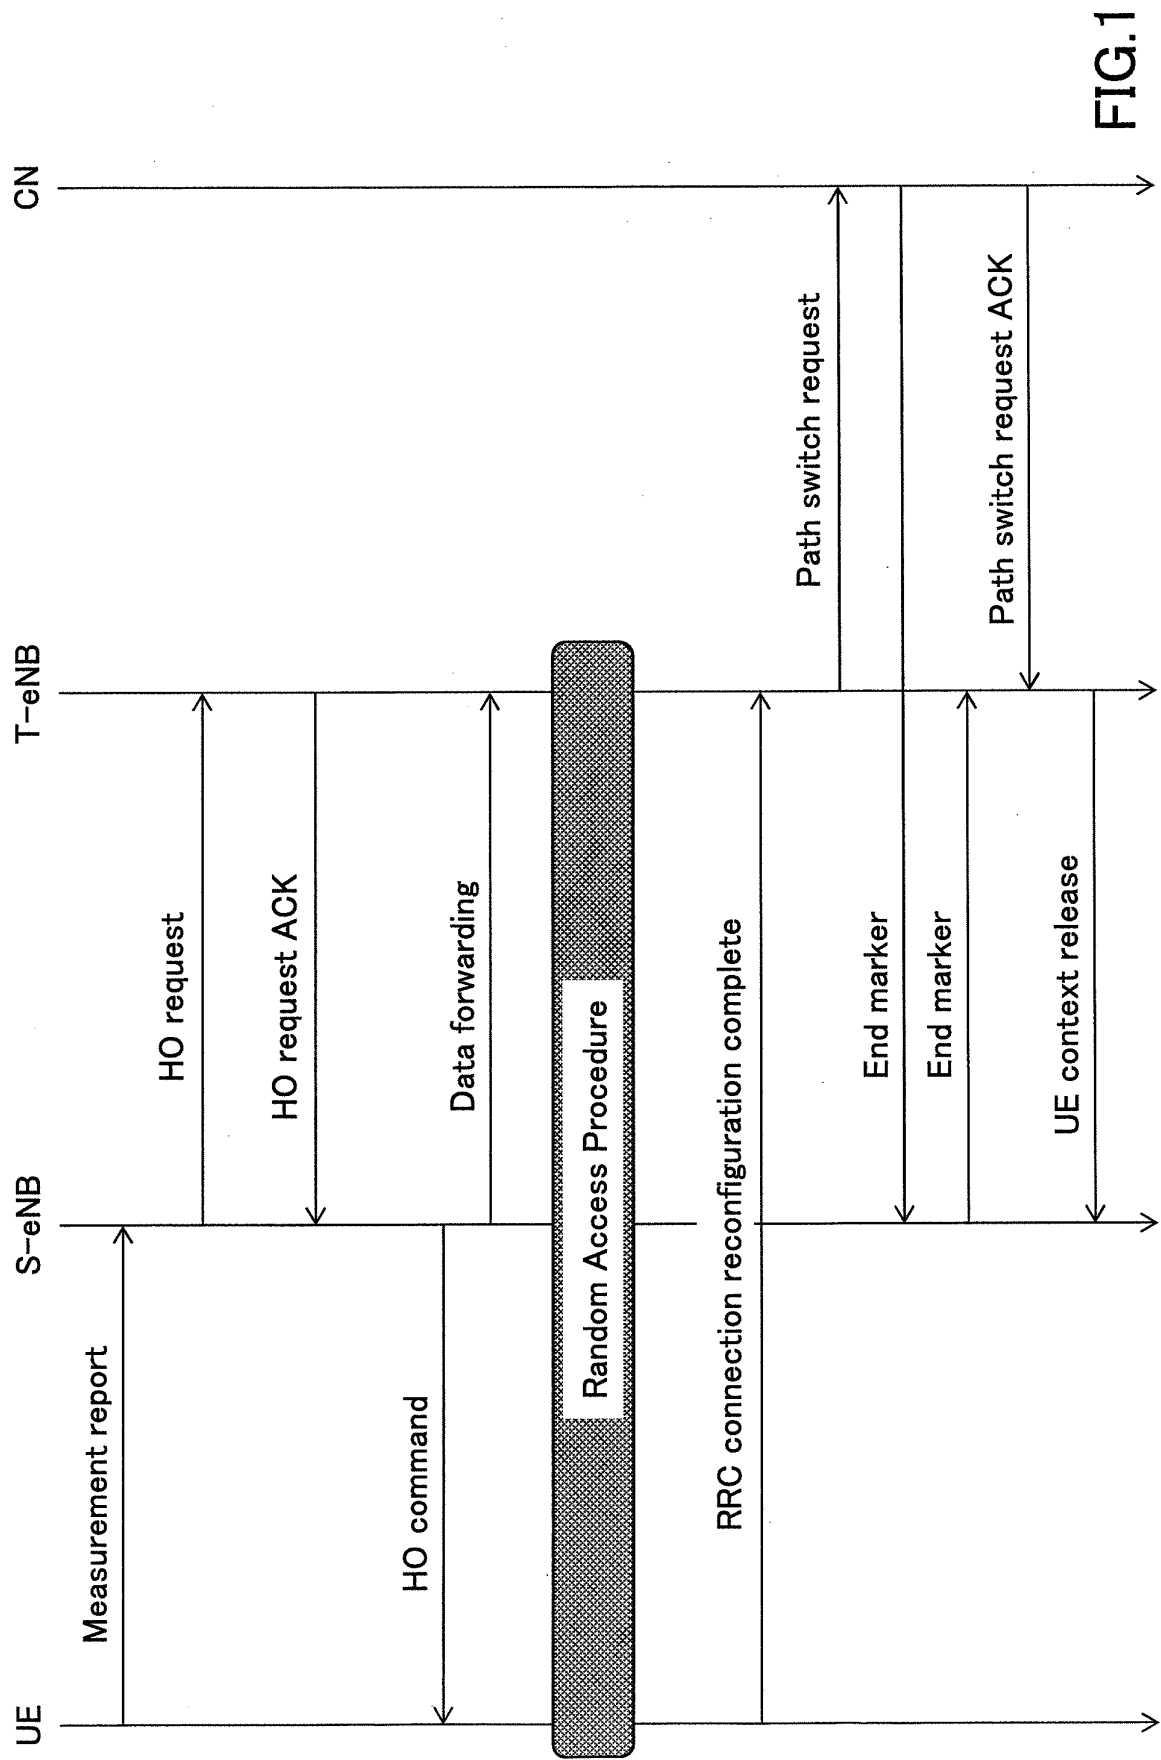 UE
S-eNB
T-eNB
CN
Measurement report
HO request
HO request ACK
HO command
Data forwarding
Random Access Procedure
RRC connection reconfiguration complete
Path switch request
End marker
End marker
Path switch request ACK
UE context release
FIG.1